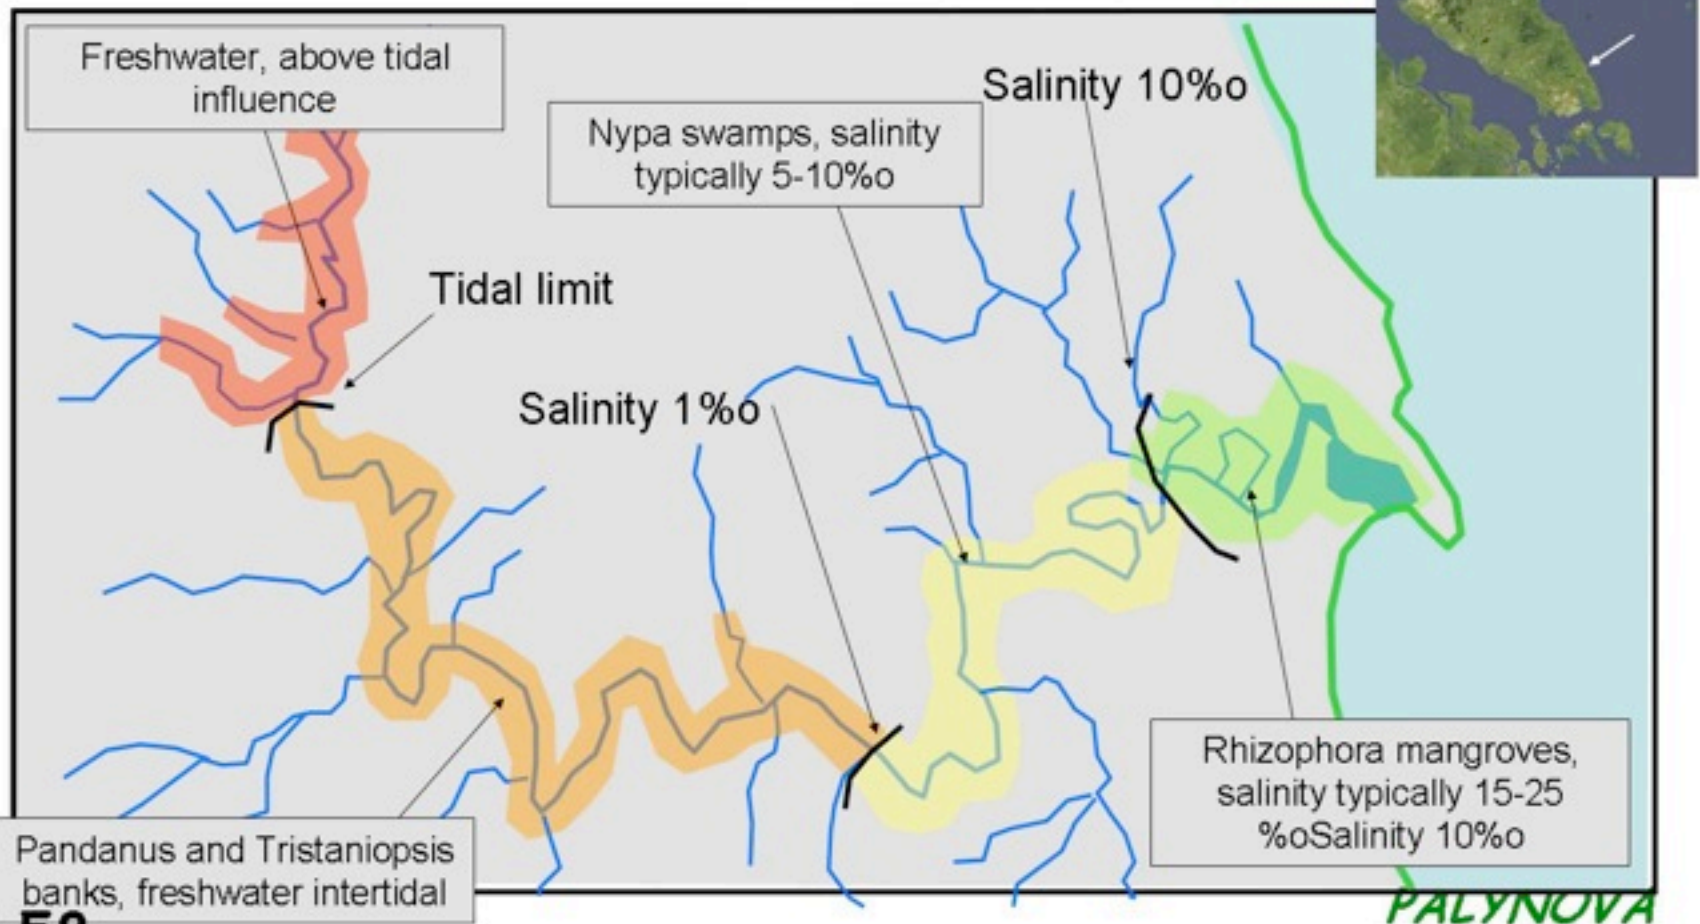 Freshwater, above tidal
influence
Nypa swamps, salinity
typically 5-10%o
Salinity 10%o
Tidal limit
Salinity 1%o
Rhizophora mangroves,
salinity typically 15-25
%oSalinity 10%o
Pandanus and Tristaniopsis
banks, freshwater intertidal
PALYNOVA